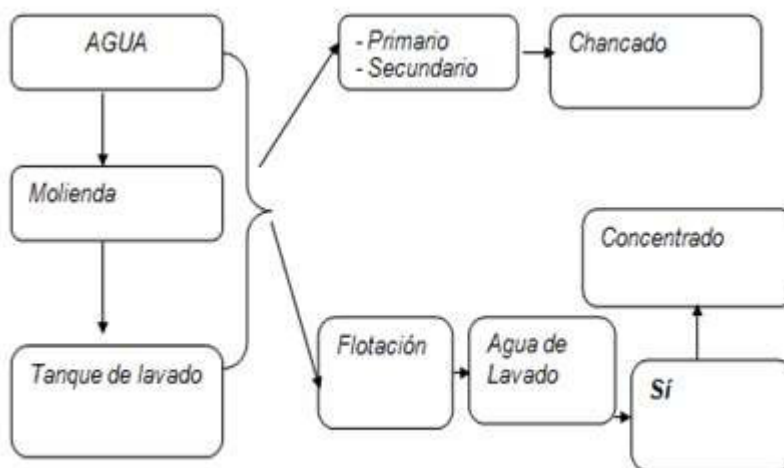 AGUA
- Primario
- Secundario
Chancado
Molienda
Concentrado
Tanque de lavado
Flotación
Agua de
Lavado
Sí